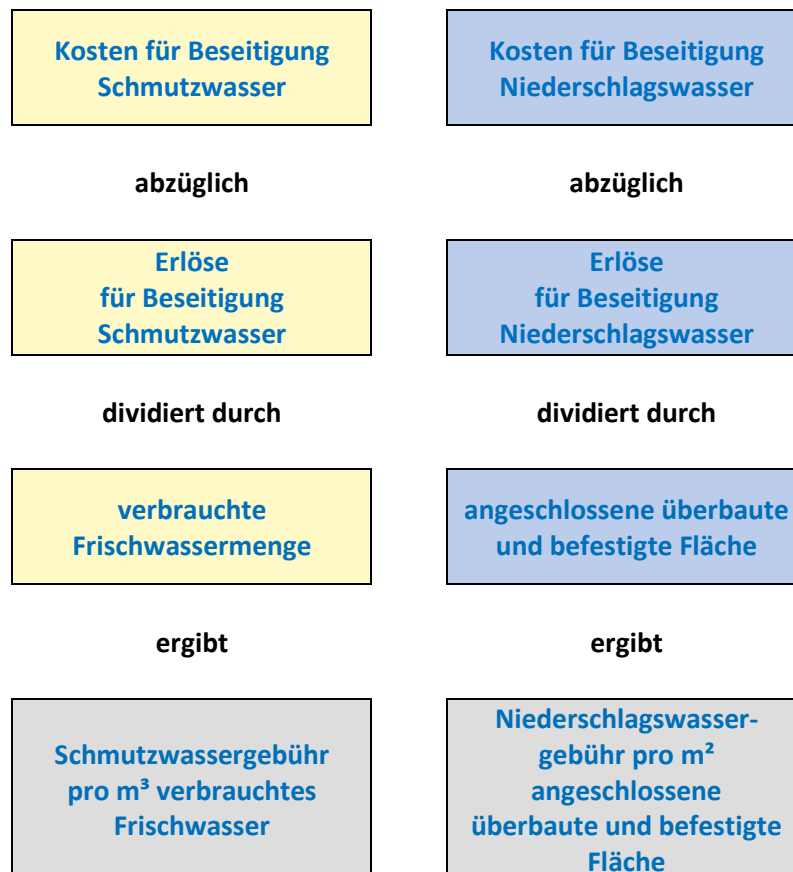 Kosten für Beseitigung
Schmutzwasser
abzüglich
Erlöse
für Beseitigung
Schmutzwasser
dividiert durch
verbrauchte
Frischwassermenge
ergibt
Schmutzwassergebühr
pro m³ verbrauchtes
Frischwasser
Kosten für Beseitigung
Niederschlagswasser
abzüglich
Erlöse
für Beseitigung
Niederschlagswasser
dividiert durch
angeschlossene überbaute
und befestigte Fläche
ergibt
Niederschlagswasser-
gebühr pro m²
angeschlossene
überbaute und befestigte
Fläche